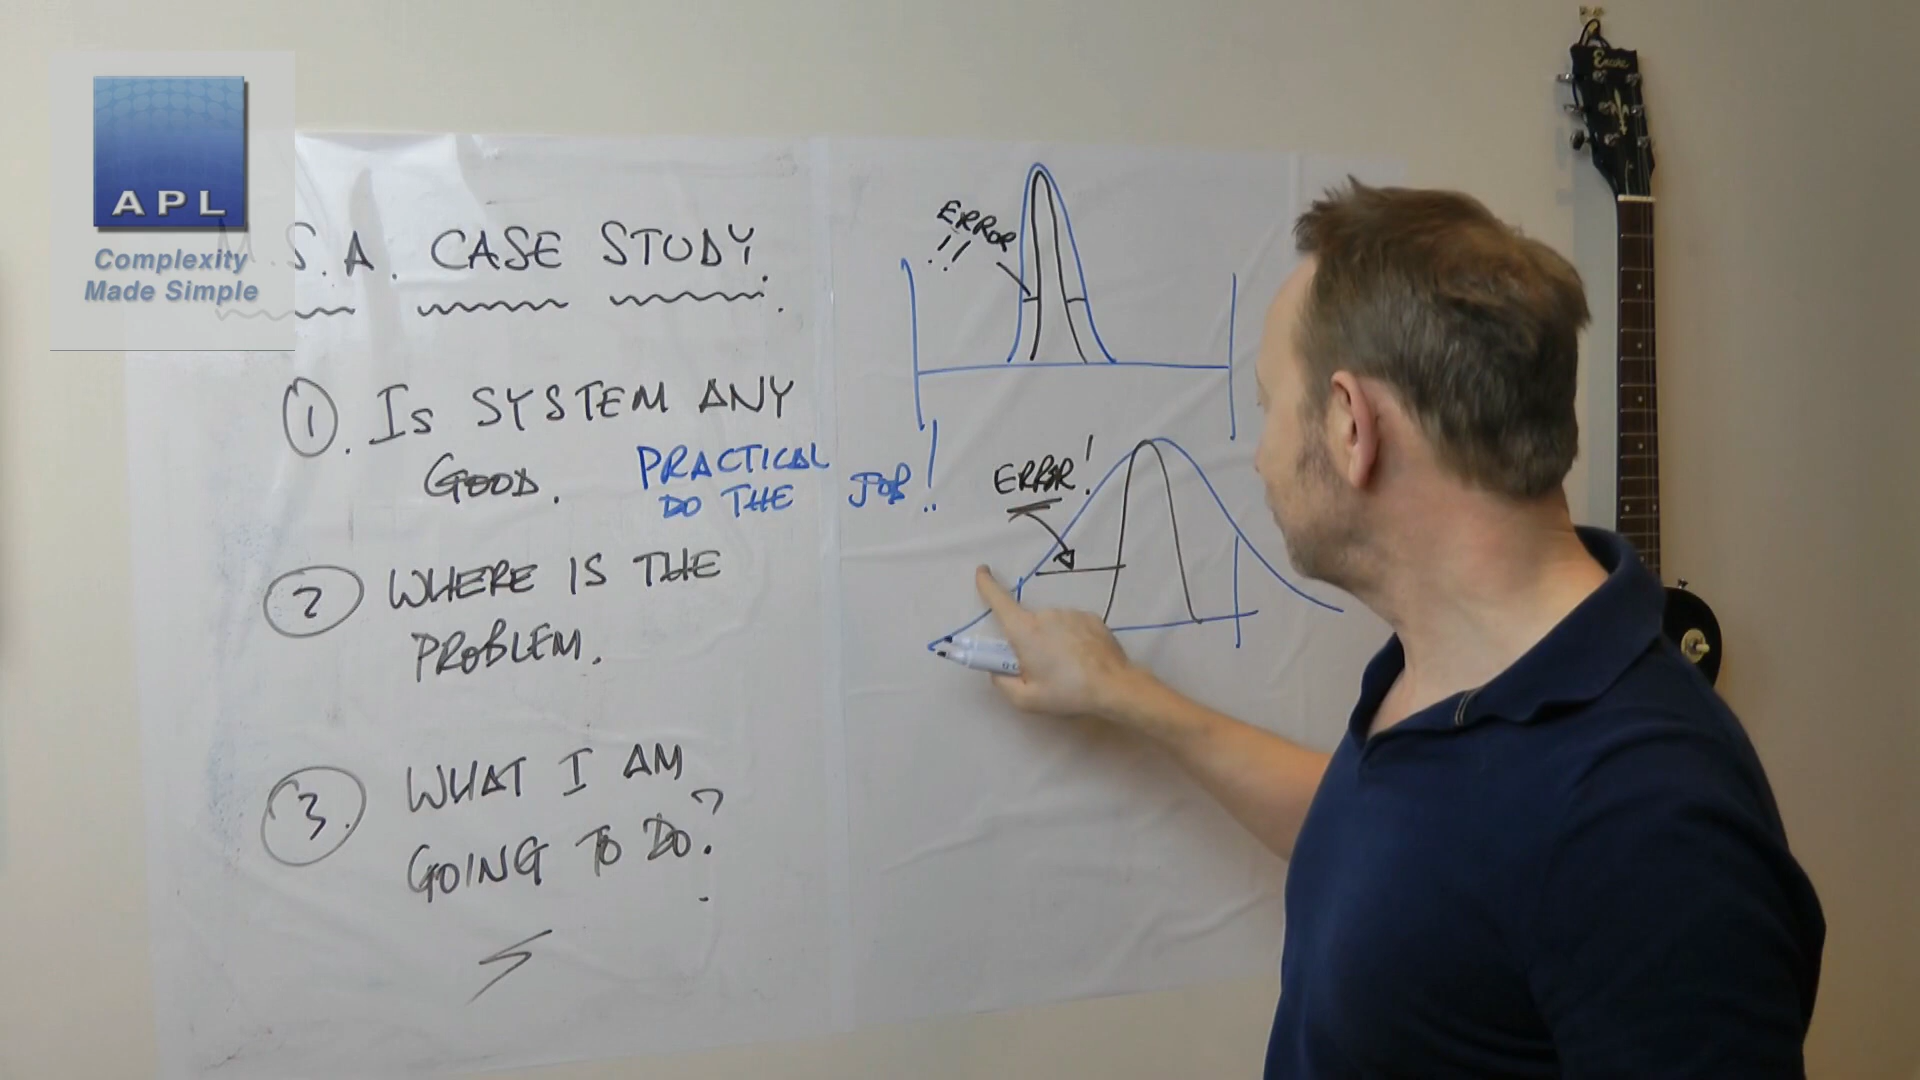 APL
Complexity
Made Simple
M.S.A. CASE STUDY.
1. Is SYSTEM ANY
GOOD.
PRACTICAL
DO THE JOB!!
2 WHERE IS THE
PROBLEM.
3. WHAT I AM
GOING TO DO?
ERROR
!!
ERROR!
Encore